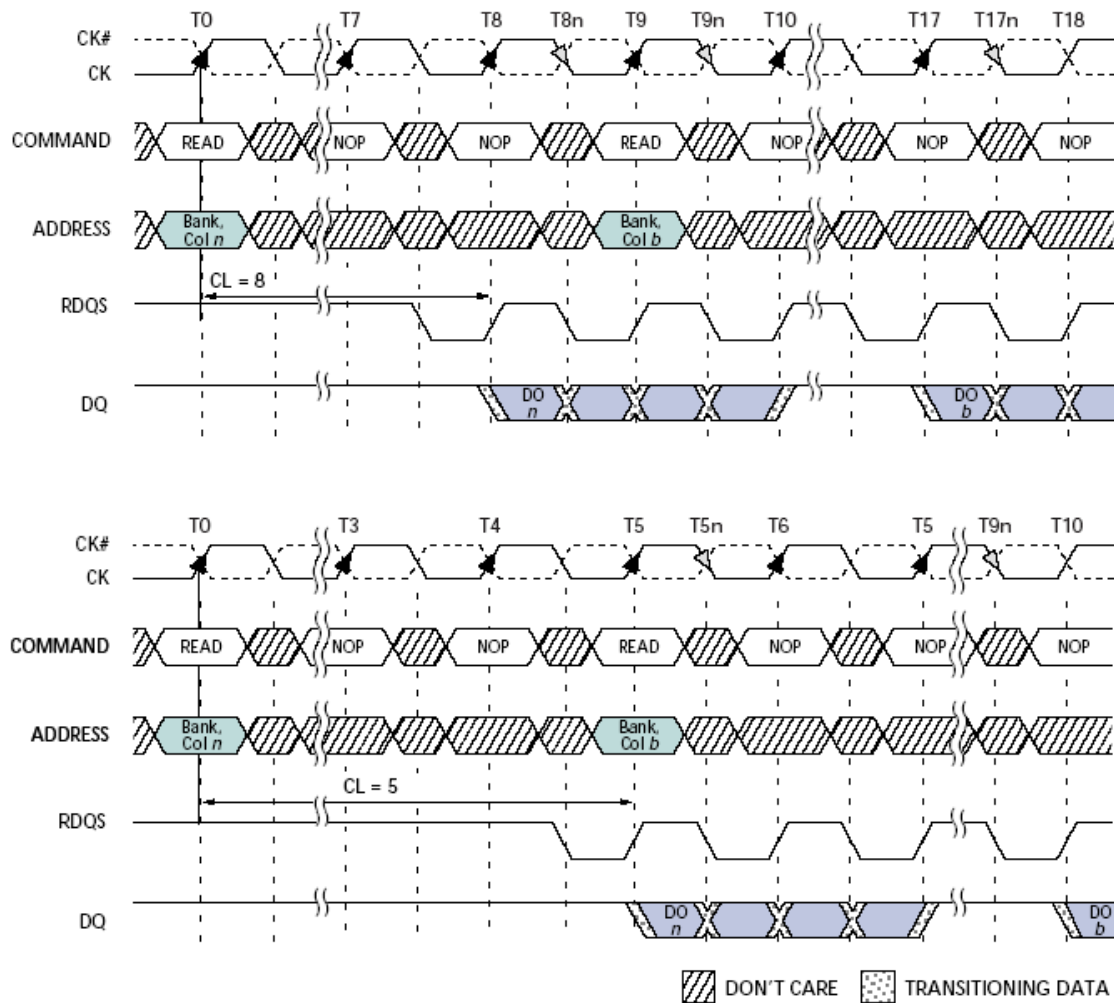 T0 T7 T8 T8n T9 T9n T10 T17 T17n T18
CK#
CK
COMMAND READ NOP NOP READ NOP NOP NOP
ADDRESS Bank, Col n Bank, Col b
CL = 8
RDQS
DQ DO n DO b
T0 T3 T4 T5 T5n T6 T5 T9n T10
CK#
CK
COMMAND READ NOP NOP READ NOP NOP NOP
ADDRESS Bank, Col n Bank, Col b
CL = 5
RDQS
DQ DO n DO b
DON'T CARE TRANSITIONING DATA